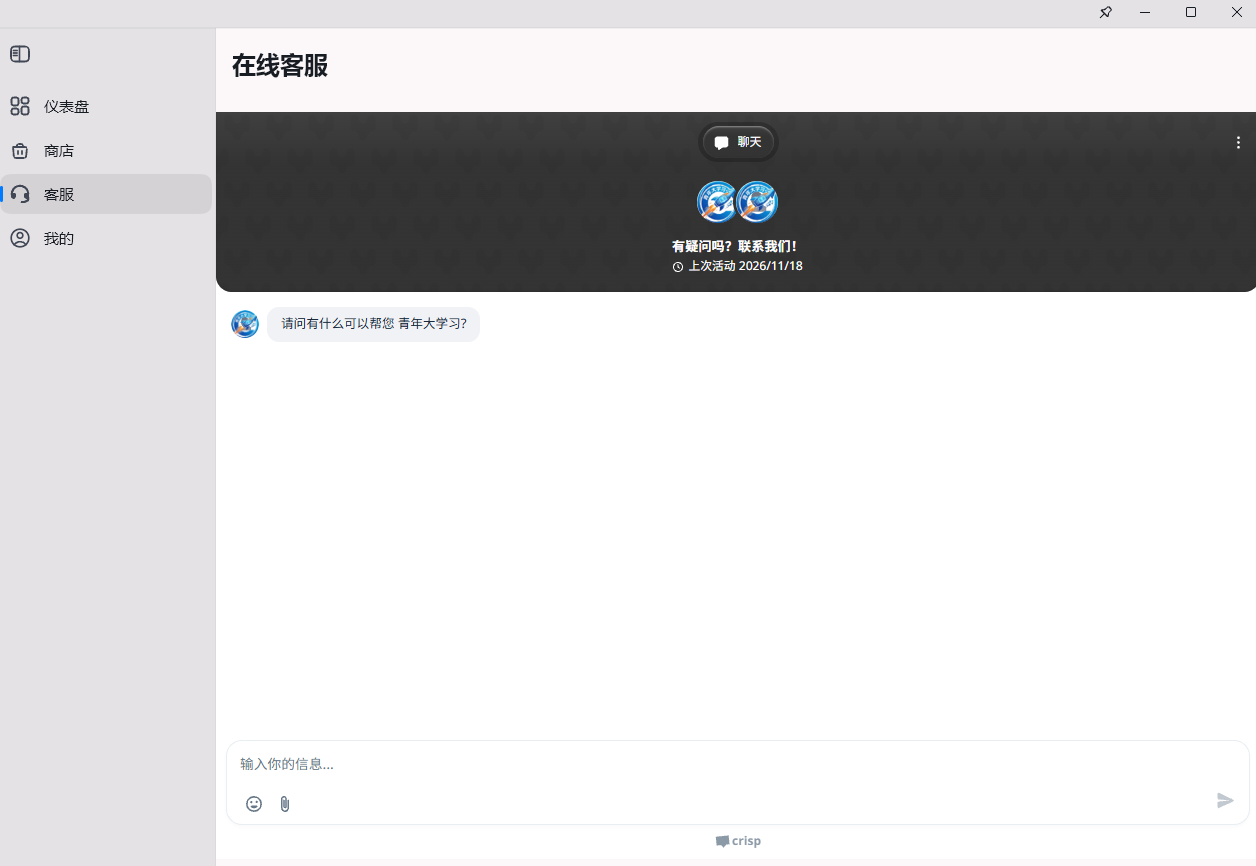 在线客服
仪表盘
商店
客服
我的
聊天
有疑问吗？联系我们！
上次活动 2026/11/18
请问有什么可以帮您 青年大学习?
输入你的信息...
crisp